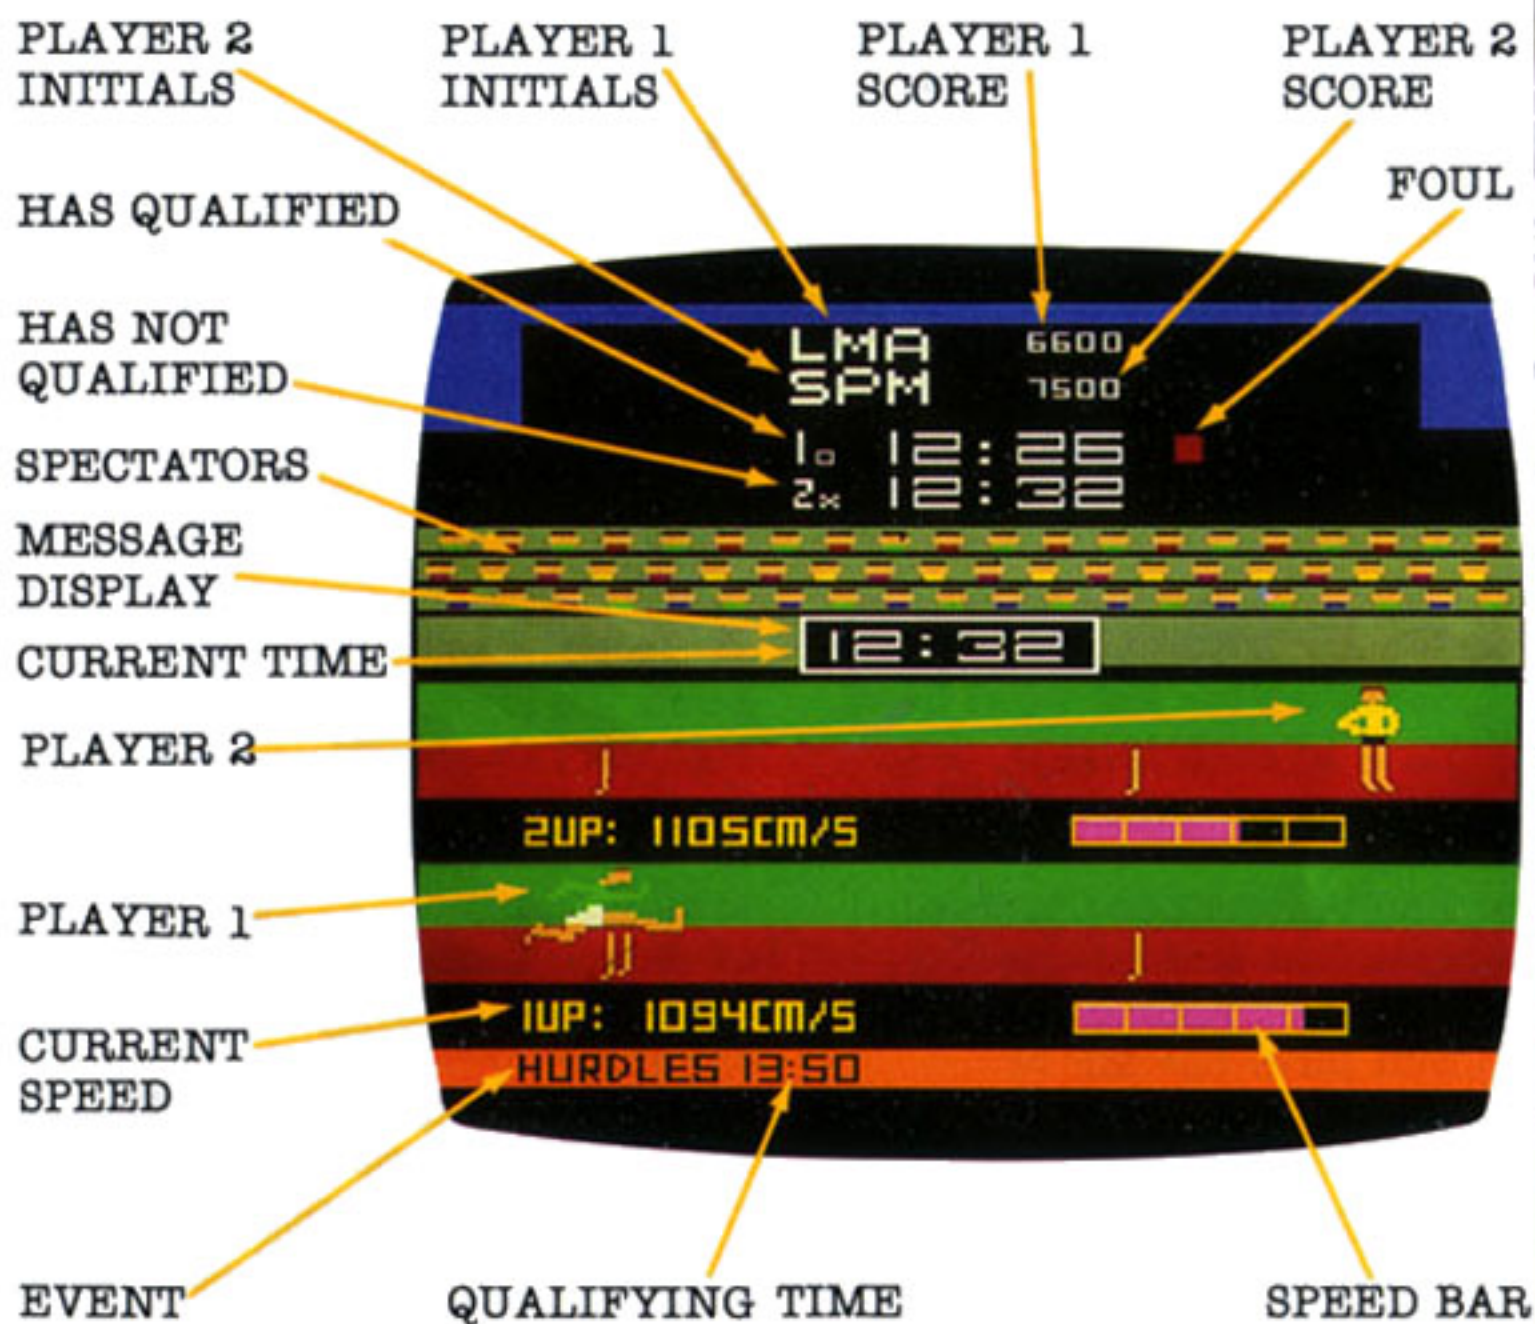 PLAYER 2
INITIALS
PLAYER 1
INITIALS
PLAYER 1
SCORE
PLAYER 2
SCORE
FOUL
HAS QUALIFIED
HAS NOT
QUALIFIED
SPECTATORS
MESSAGE
DISPLAY
CURRENT TIME
PLAYER 2
PLAYER 1
CURRENT
SPEED
EVENT
QUALIFYING TIME
SPEED BAR
LMA 6600
SPM 7500
1o 12:26
2x 12:32
12:32
2UP: 1105CM/S
1UP: 1094CM/S
HURDLES 13:50